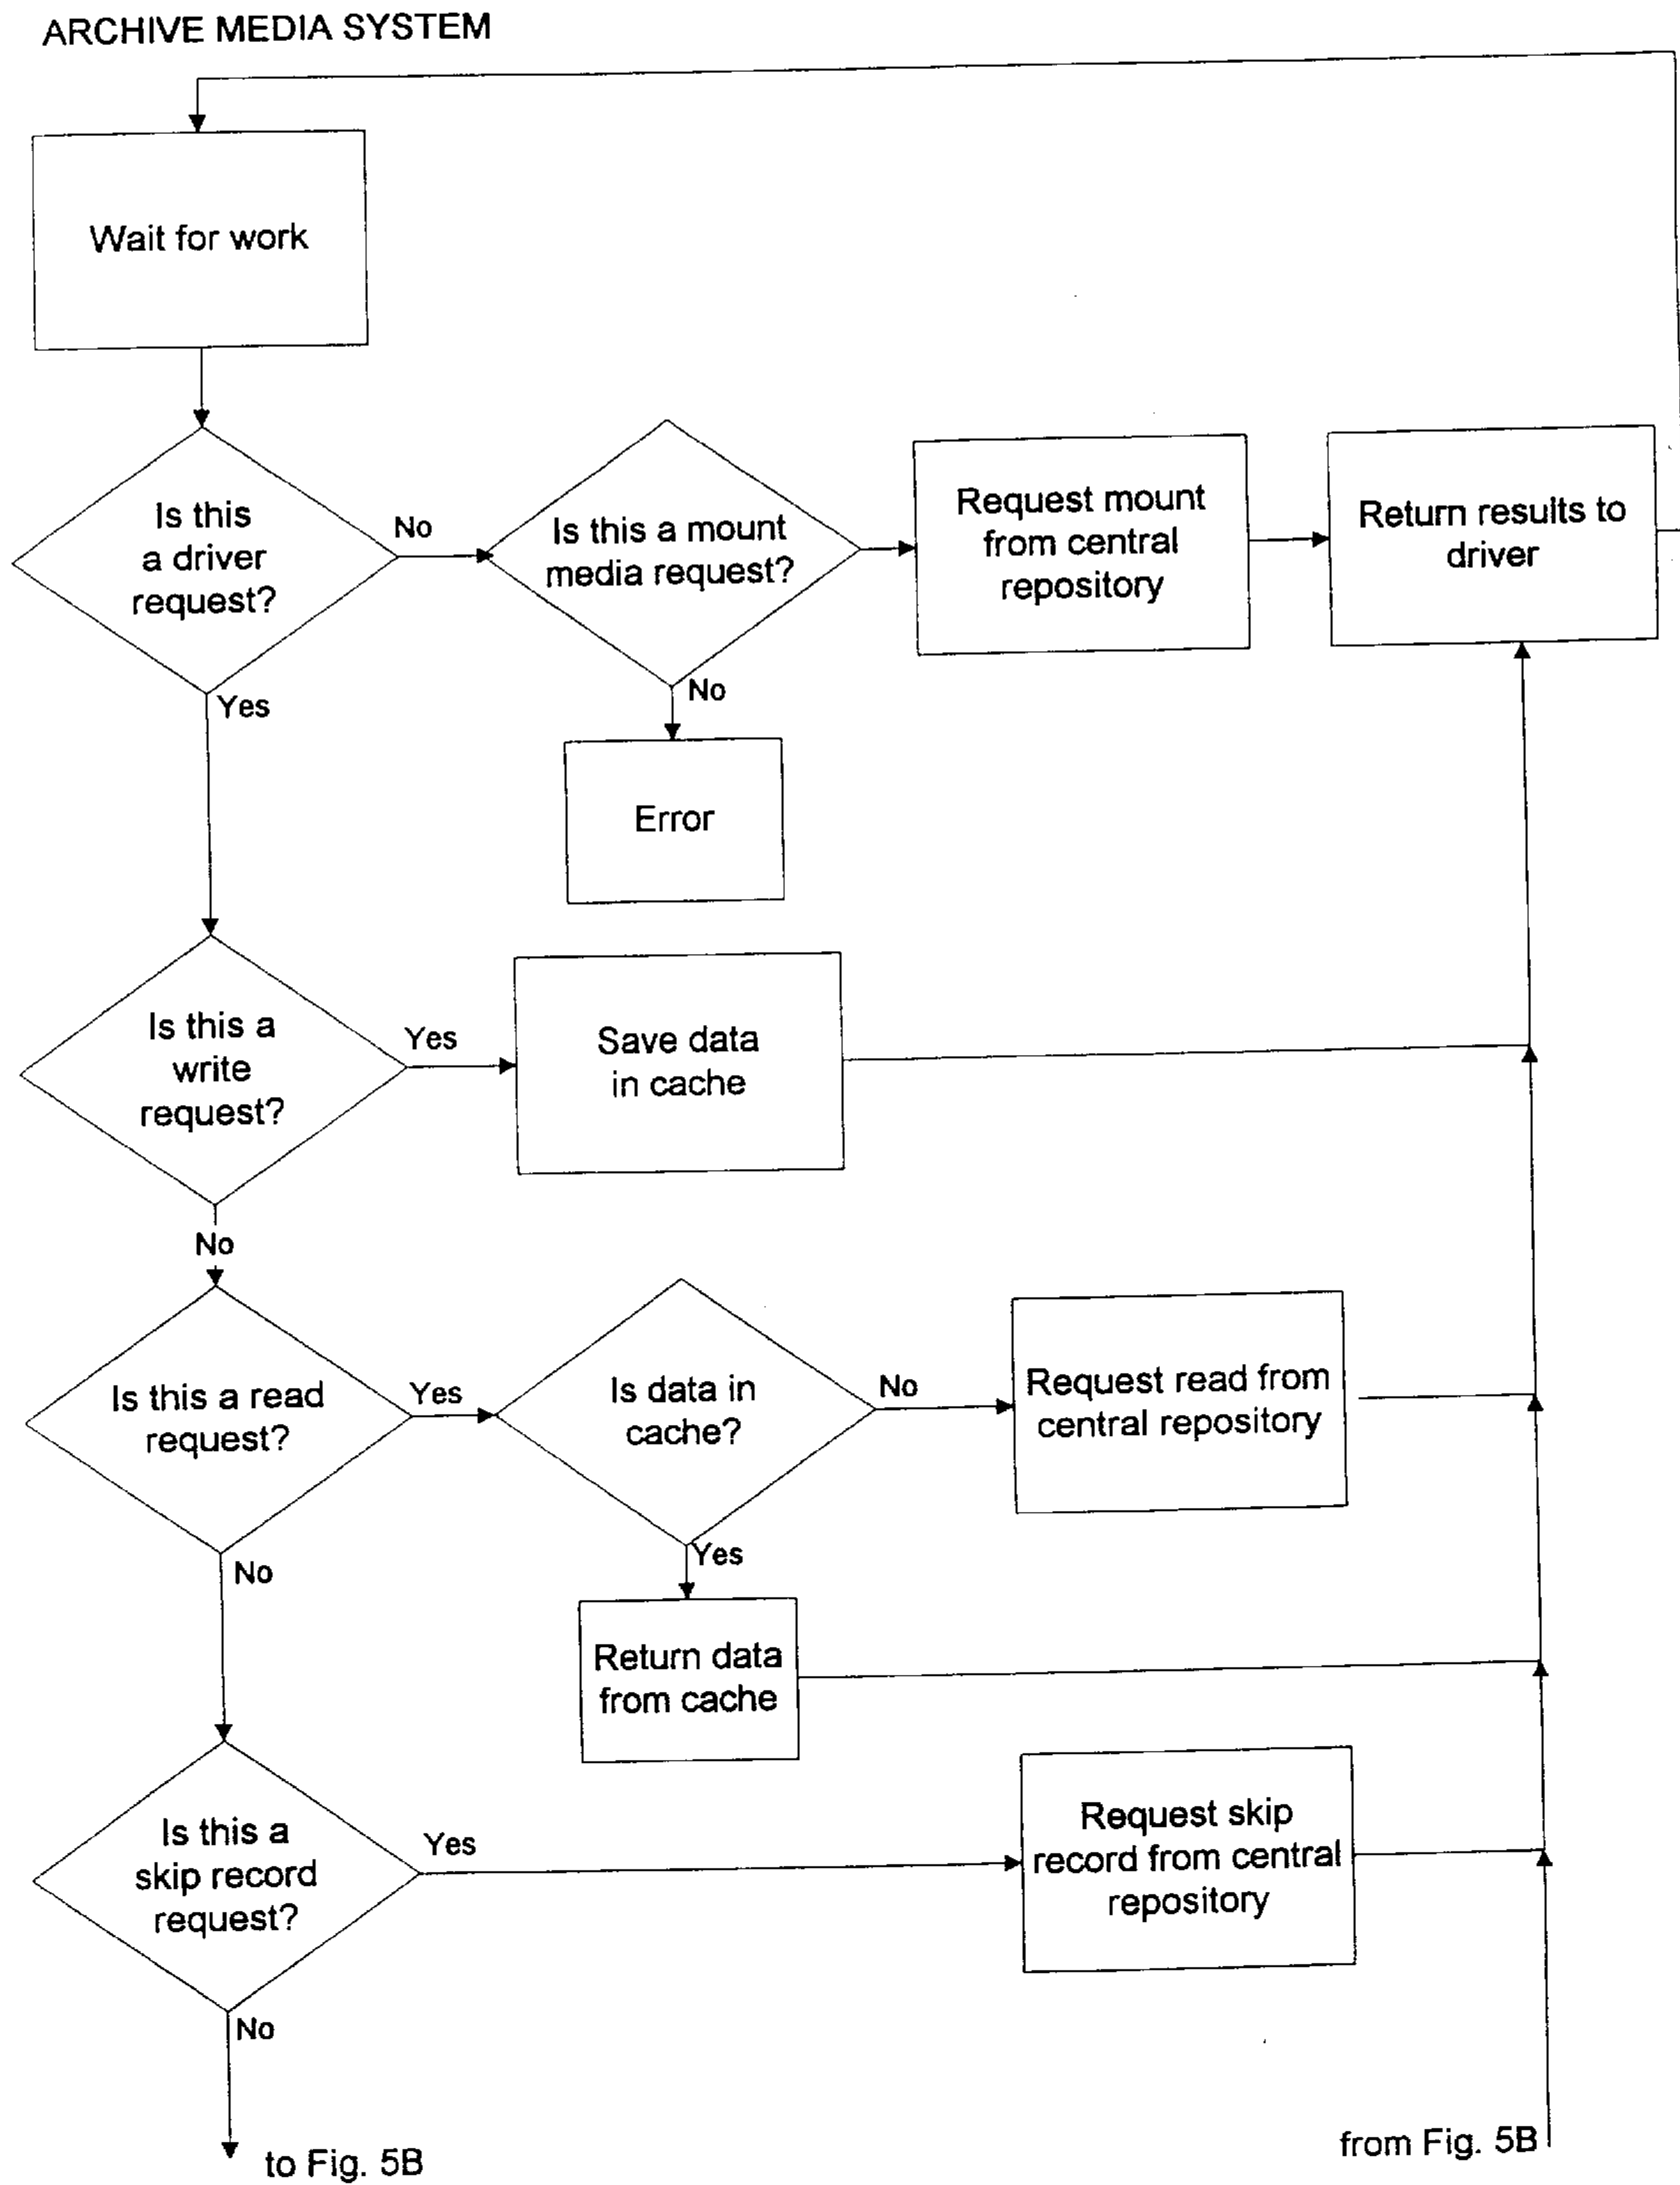 ARCHIVE MEDIA SYSTEM
Wait for work
Is this
a driver
request?
No
Is this a mount
media request?
Request mount
from central
repository
Return results to
driver
Yes
No
Error
Is this a
write
request?
Yes
Save data
in cache
No
Is this a read
request?
Yes
Is data in
cache?
No
Request read from
central repository
No
Yes
Return data
from cache
Is this a
skip record
request?
Yes
Request skip
record from central
repository
No
to Fig. 5B
from Fig. 5B